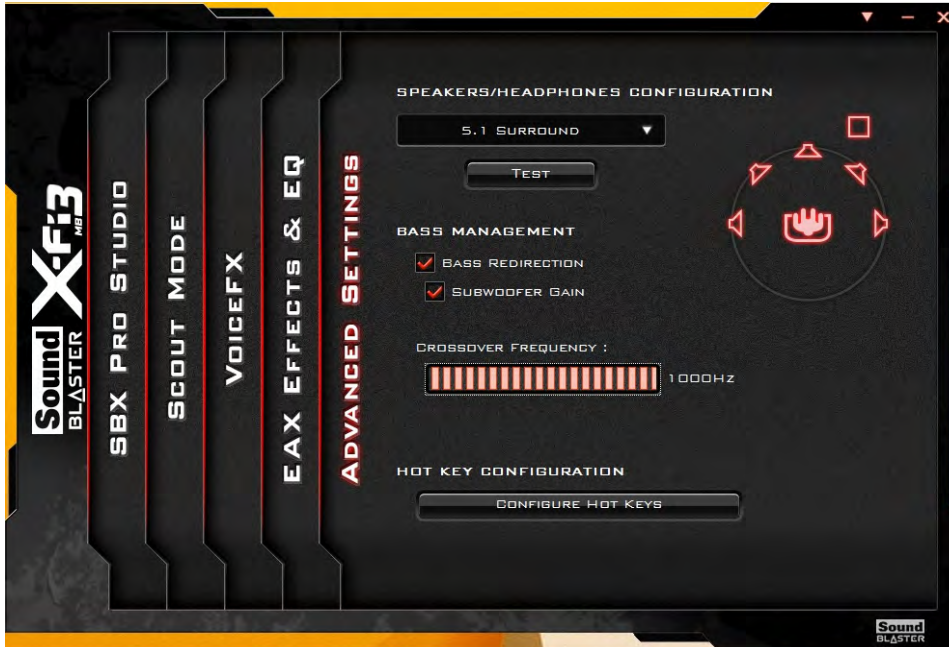 Sound BLASTER X-Fi3 MB
SBX PRO STUDIO
SCOUT MODE
VOICEFX
EAX EFFECTS & EQ
ADVANCED SETTINGS
SPEAKERS/HEADPHONES CONFIGURATION
5.1 SURROUND
TEST
BASS MANAGEMENT
BASS REDIRECTION
SUBWOOFER GAIN
CROSSOVER FREQUENCY :
1000HZ
HOT KEY CONFIGURATION
CONFIGURE HOT KEYS
Sound
BLASTER